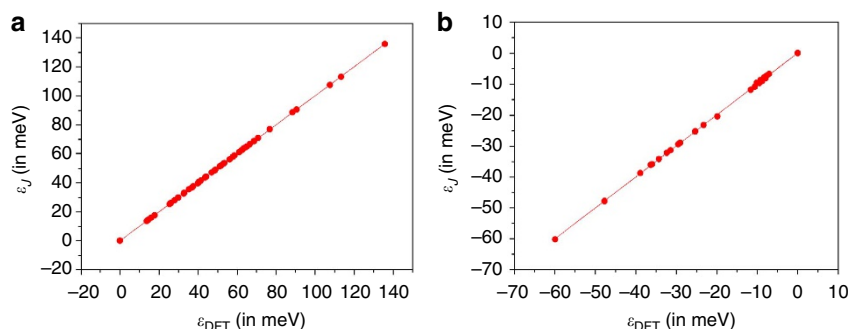 a
140
120
100
80
60
40
20
0
–20
εJ (in meV)
–20 0 20 40 60 80 100 120 140
εDFT (in meV)
b
10
0
–10
–20
–30
–40
–50
–60
–70
εJ (in meV)
–70 –60 –50 –40 –30 –20 –10 0 10
εDFT (in meV)